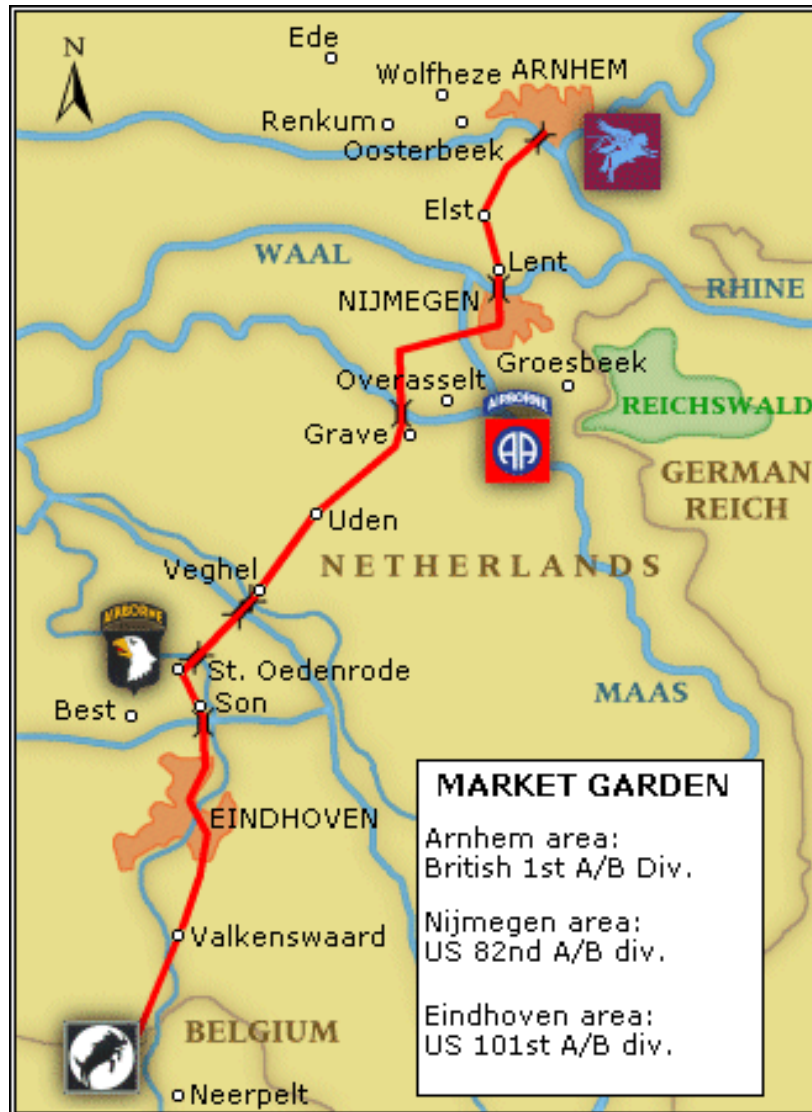 N
Ede
Wolfheze
ARNHEM
Renkum
Oosterbeek
Elst
WAAL
Lent
RHINE
NIJMEGEN
Groesbeek
Overasselt
AIRBORNE
REICHSWALD
Grave
AA
GERMAN
REICH
Uden
NETHERLANDS
Veghel
AIRBORNE
St. Oedenrode
MAAS
Best
Son
EINDHOVEN
Valkenswaard
BELGIUM
Neerpelt
MARKET GARDEN
Arnhem area:
British 1st A/B Div.
Nijmegen area:
US 82nd A/B div.
Eindhoven area:
US 101st A/B div.